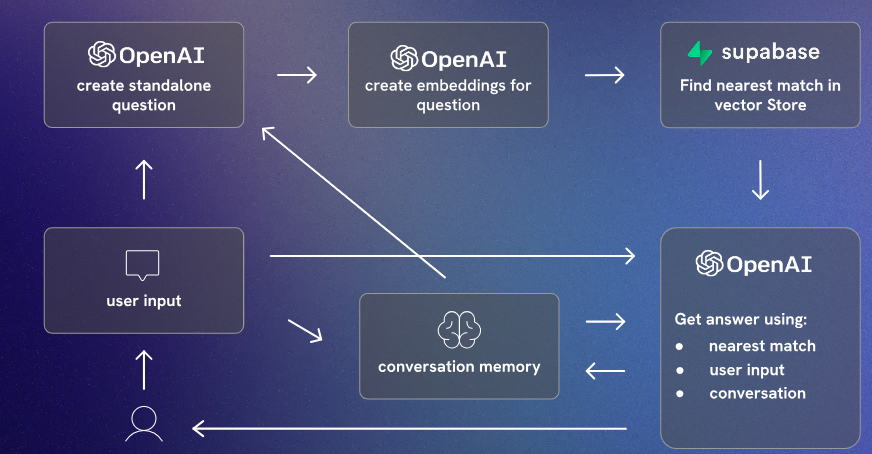 OpenAI
create standalone
question
OpenAI
create embeddings for
question
supabase
Find nearest match in
vector Store
user input
conversation memory
OpenAI
Get answer using:
● nearest match
● user input
● conversation